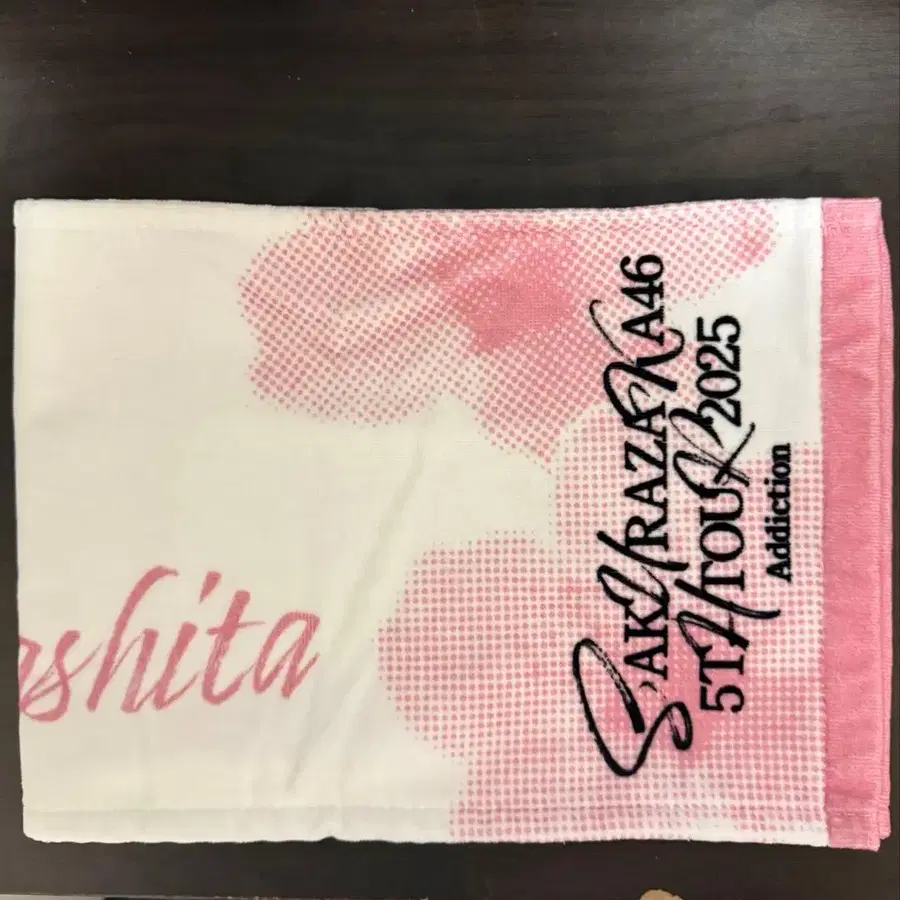 ashita
SAKURAZAKA46
5TH TOUR 2025
Addiction